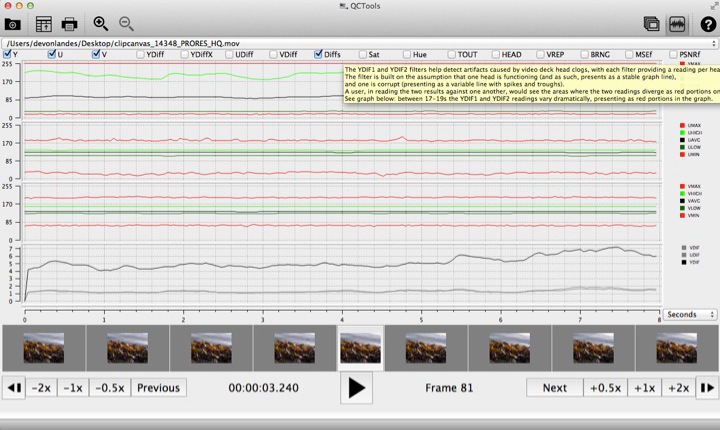 QCTools
/Users/devonlandes/Desktop/clipcanvas_14348_PRORES_HQ.mov
Y U V YDiff YDiffX UDiff VDiff Diffs Sat Hue TOUT HEAD VREP BRNG MSEf PSNRf
The YDIF1 and YDIF2 filters help detect artifacts caused by video deck head clogs, with each filter providing a reading per hea
The filter is built on the assumption that one head is functioning (and as such, presents as a stable graph line),
and one is corrupt (presenting as a variable line with spikes and troughs).
A user, in reading the two results against one another, would see the areas where the two readings diverge as red portions on
See graph below: between 17-19s the YDIF1 and YDIF2 readings vary dramatically, presenting as red portions in the graph.
255
170
85
0
255 UMAX
UHIGH
170 UAVG
ULOW
85 UMIN
0
255 VMAX
VHIGH
170 VAVG
VLOW
85 VMIN
0
7 VDIF
6 UDIF
5 YDIF
4
3
2
1
0
0 1 2 3 4 5 6 7 8
Seconds
-2x -1x -0.5x Previous 00:00:03.240 Frame 81 Next +0.5x +1x +2x